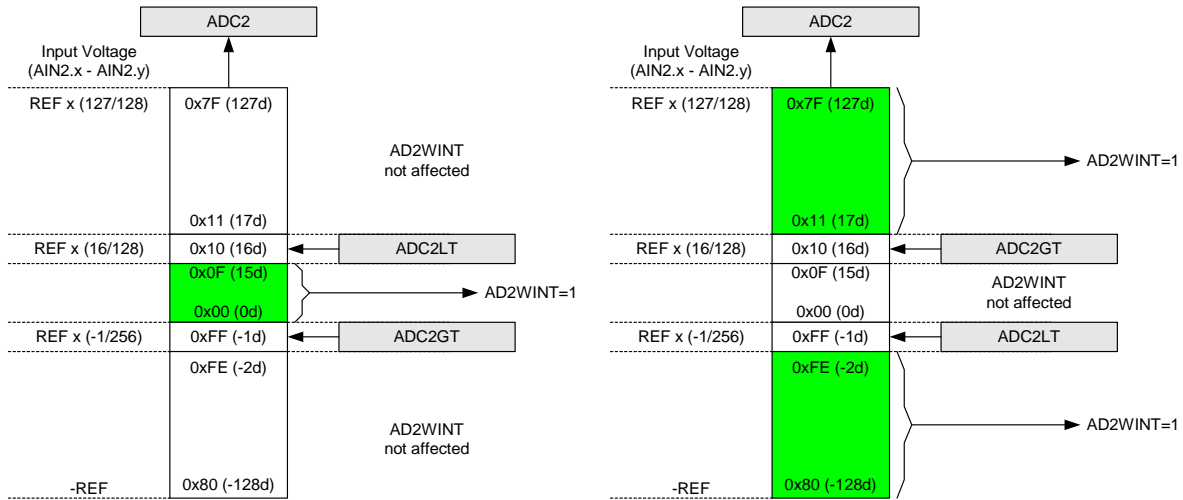 ADC2
Input Voltage
(AIN2.x - AIN2.y)
REF x (127/128)
0x7F (127d)
AD2WINT
not affected
0x11 (17d)
REF x (16/128)
0x10 (16d)
ADC2LT
0x0F (15d)
AD2WINT=1
0x00 (0d)
REF x (-1/256)
0xFF (-1d)
ADC2GT
0xFE (-2d)
AD2WINT
not affected
-REF
0x80 (-128d)
ADC2
Input Voltage
(AIN2.x - AIN2.y)
REF x (127/128)
0x7F (127d)
AD2WINT=1
0x11 (17d)
REF x (16/128)
0x10 (16d)
ADC2GT
0x0F (15d)
AD2WINT
not affected
0x00 (0d)
REF x (-1/256)
0xFF (-1d)
ADC2LT
0xFE (-2d)
AD2WINT=1
-REF
0x80 (-128d)